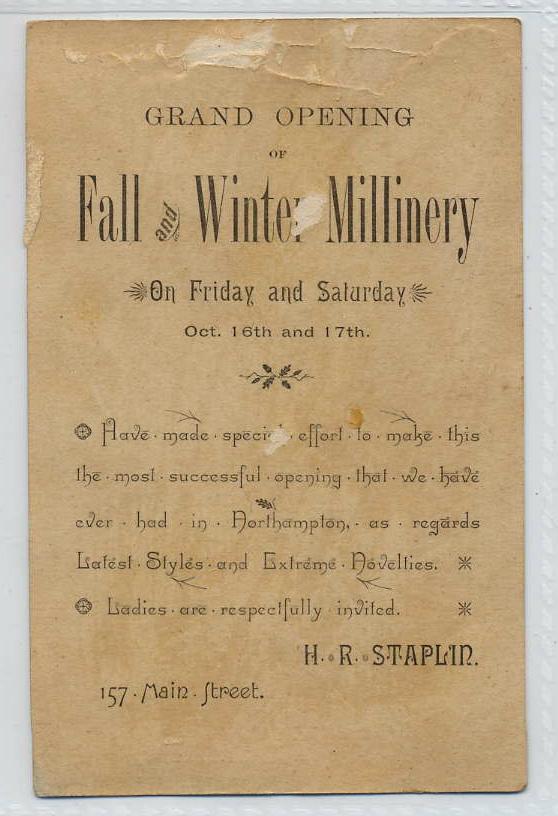 GRAND OPENING
OF
Fall and Winter Millinery
On Friday and Saturday
Oct. 16th and 17th.
Have · made · special · effort · to · make · this
the · most · successful · opening · that · we · have
ever · had · in · Northampton, · as · regards
Latest · Styles · and Extreme · Novelties.
Ladies · are · respectfully · invited.
H. R. STAPLIN.
157 · Main · Street.